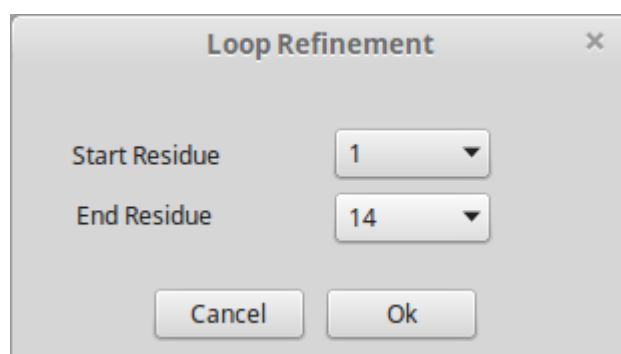 Loop Refinement
Start Residue 1
End Residue 14
Cancel Ok